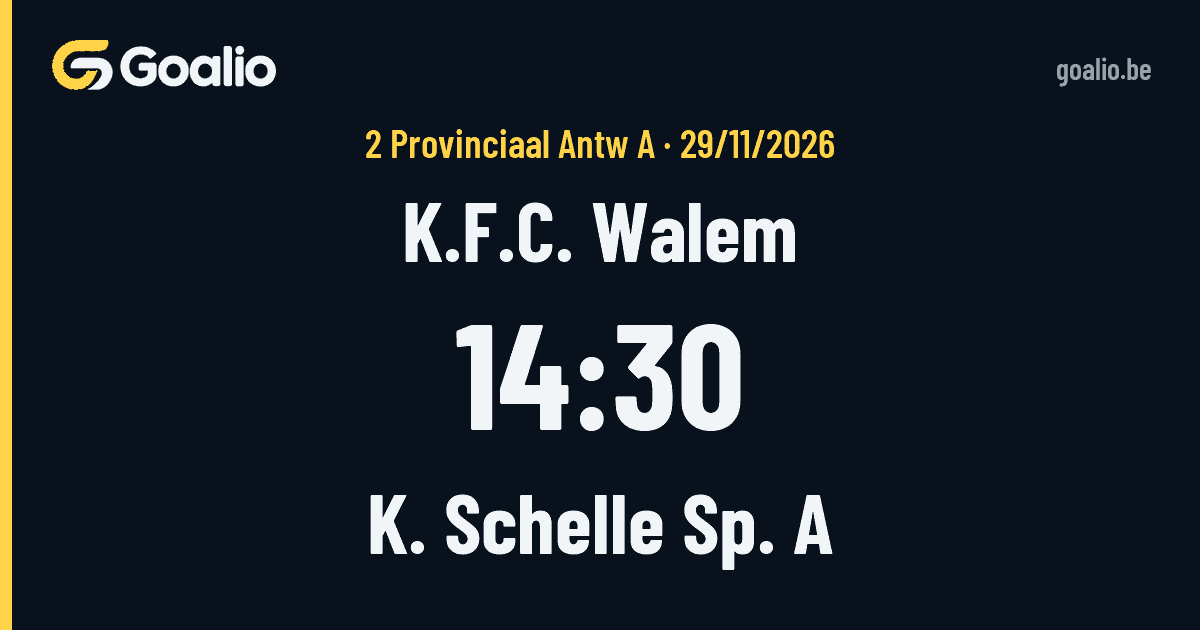 Goalio
goalio.be
2 Provinciaal Antw A · 29/11/2026
K.F.C. Walem
14:30
K. Schelle Sp. A